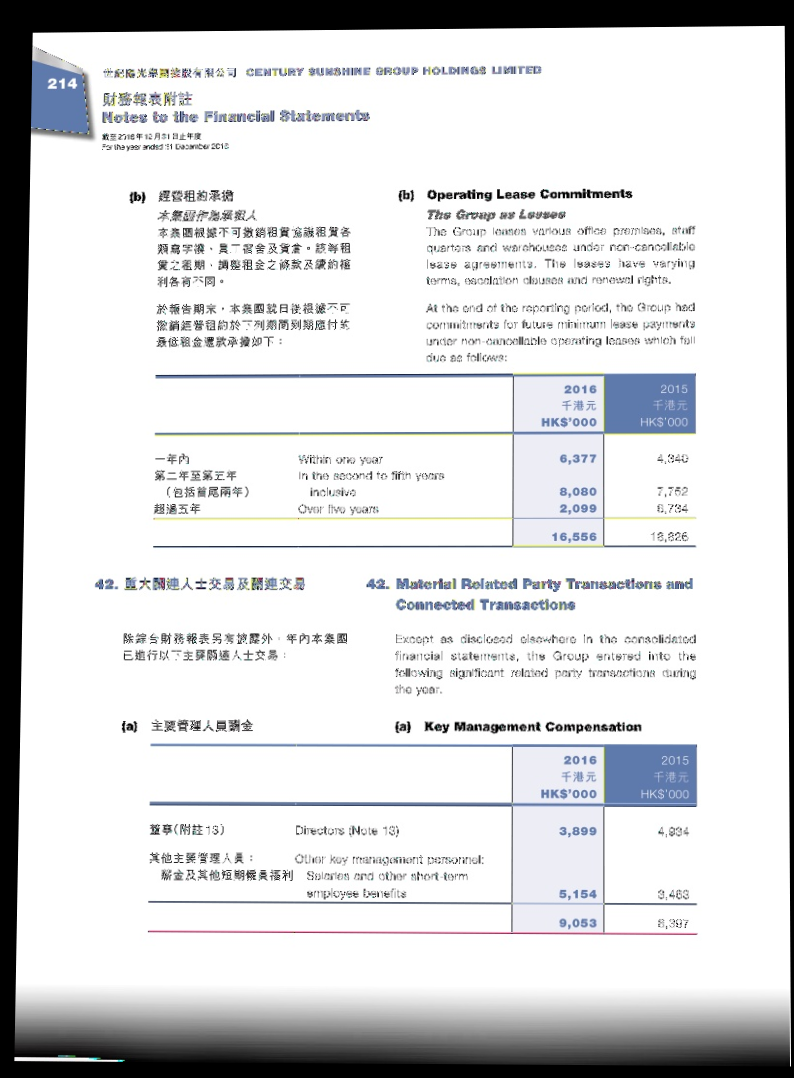 214
世紀陽光集團控股有限公司 CENTURY SUNSHINE GROUP HOLDINGS LIMITED
財務報表附註
Notes to the Financial Statements
截至2016年12月31日止年度
For the year ended 31 December 2016
(b) 經營租約承擔
本集團作為承租人
本集團根據不可撤銷租賃協議租賃各
類寫字樓、員工宿舍及貨倉。該等租
賃之租期、調整租金之條款及續約權
利各有不同。
於報告期末，本集團就日後根據不可
撤銷經營租約於下列期間到期應付的
最低租金還款承擔如下：
(b) Operating Lease Commitments
The Group as Lessee
The Group leases various office premises, staff
quarters and warehouses under non-cancellable
lease agreements. The leases have varying
terms, escalation clauses and renewal rights.
At the end of the reporting period, the Group had
commitments for future minimum lease payments
under non-cancellable operating leases which fall
due as follows:
2016 2015
千港元 千港元
HK$'000 HK$'000
一年內 Within one year 6,377 4,340
第二年至第五年 In the second to fifth years
（包括首尾兩年） inclusive 8,080 7,752
超過五年 Over five years 2,099 6,734
16,556 18,826
42. 重大關連人士交易及關連交易
42. Material Related Party Transactions and
Connected Transactions
除綜合財務報表另有披露外，年內本集團
已進行以下主要關連人士交易：
Except as disclosed elsewhere in the consolidated
financial statements, the Group entered into the
following significant related party transactions during
the year.
(a) 主要管理人員酬金
(a) Key Management Compensation
2016 2015
千港元 千港元
HK$'000 HK$'000
董事（附註13） Directors (Note 13) 3,899 4,934
其他主要管理人員： Other key management personnel:
薪金及其他短期僱員福利 Salaries and other short-term
employee benefits 5,154 3,463
9,053 8,397